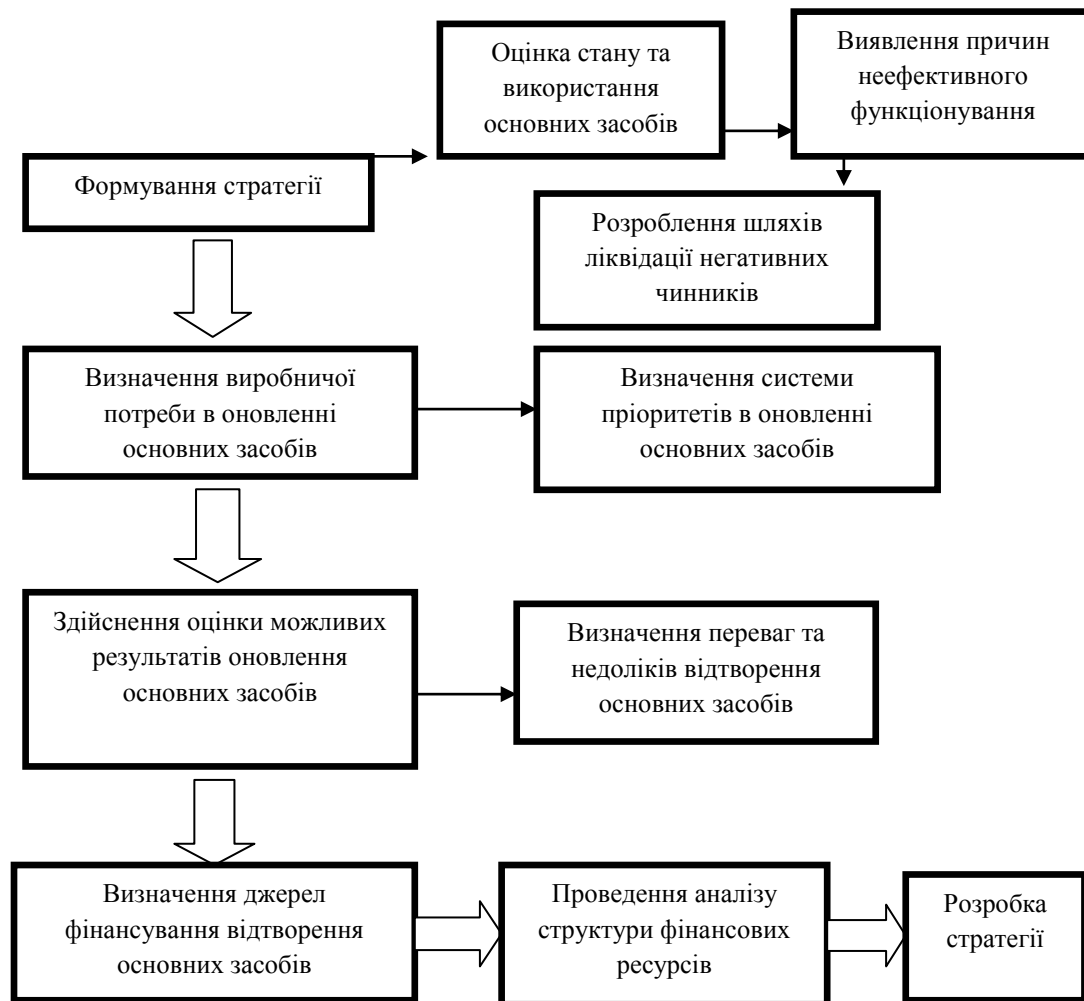 Оцінка стану та
використання
основних засобів
Виявлення причин
неефективного
функціонування
Формування стратегії
Розроблення шляхів
ліквідації негативних
чинників
Визначення виробничої
потреби в оновленні
основних засобів
Визначення системи
пріоритетів в оновленні
основних засобів
Здійснення оцінки можливих
результатів оновлення
основних засобів
Визначення переваг та
недоліків відтворення
основних засобів
Визначення джерел
фінансування відтворення
основних засобів
Проведення аналізу
структури фінансових
ресурсів
Розробка
стратегії